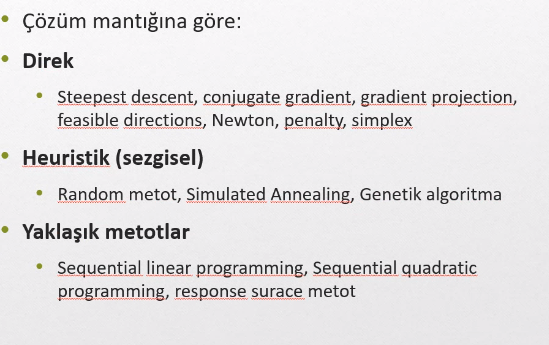 Çözüm mantığına göre:
Direk
Steepest descent, conjugate gradient, gradient projection,
feasible directions, Newton, penalty, simplex
Heuristik (sezgisel)
Random metot, Simulated Annealing, Genetik algoritma
Yaklaşık metotlar
Sequential linear programming, Sequential quadratic
programming, response surace metot